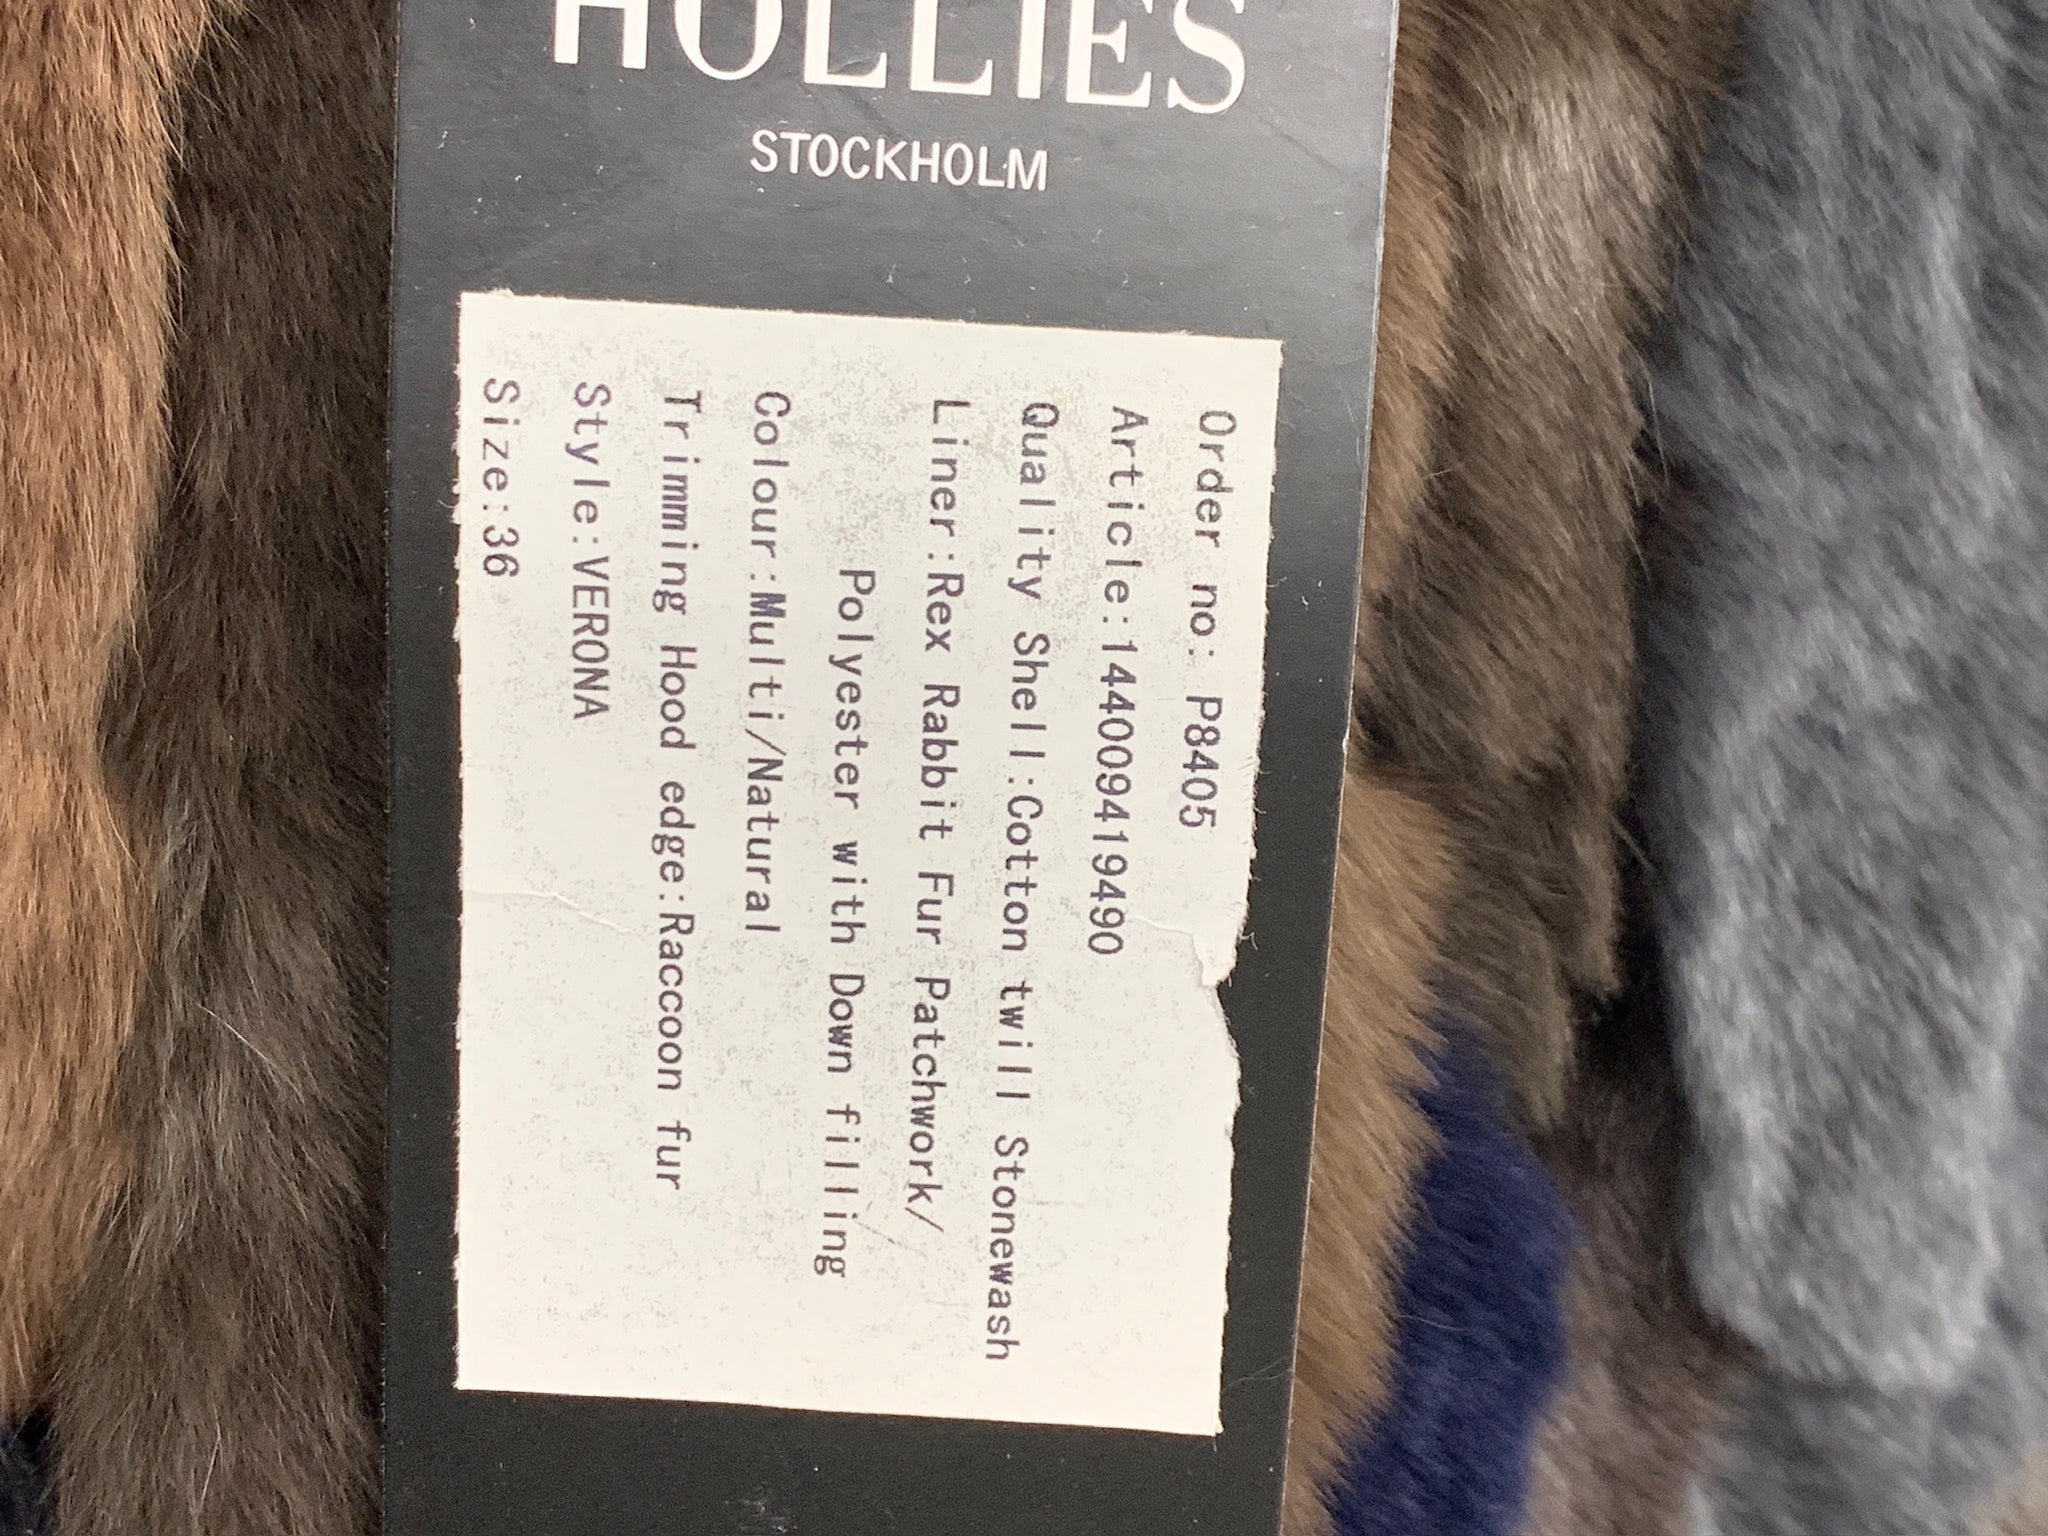 HOLLIES
STOCKHOLM
Order no: P8405
Article:144009419490
Quality Shell:Cotton twill Stonewash
Liner:Rex Rabbit Fur Patchwork/
Polyester with Down filling
Colour:Multi/Natural
Trimming Hood edge:Raccoon fur
Style:VERONA
Size:36